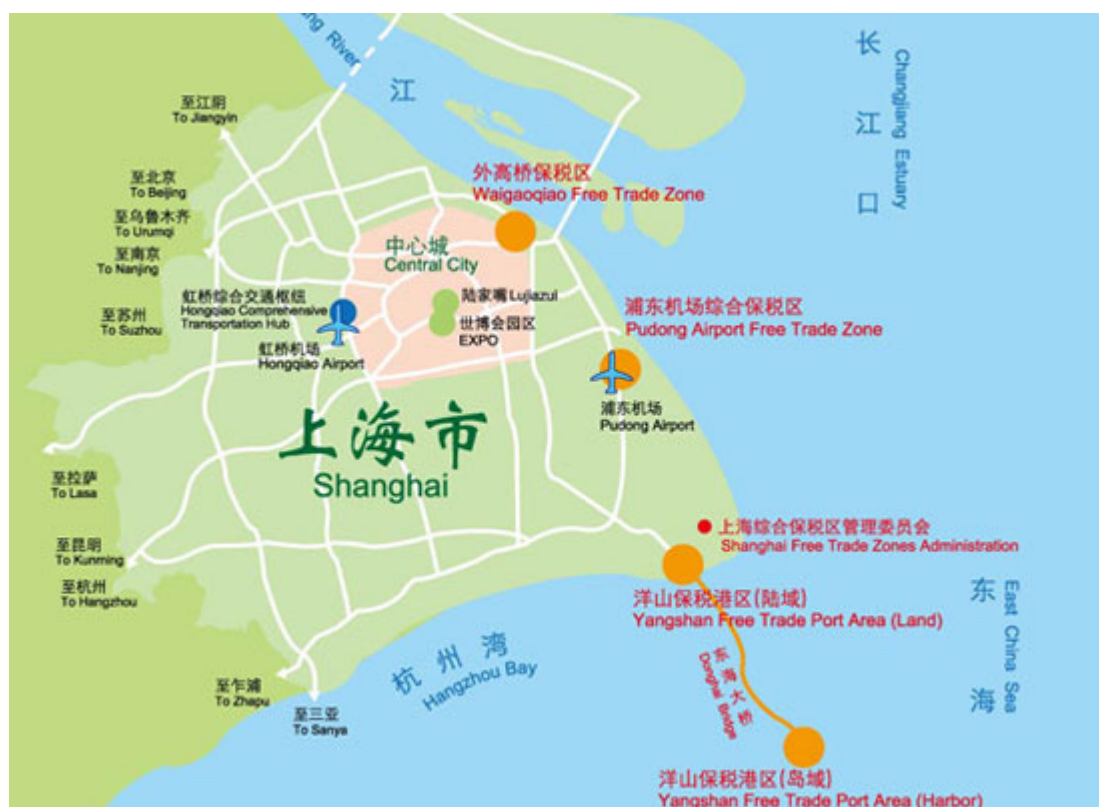 ng River
江
长江口
Changjiang Estuary
至江阴
To Jiangyin
至北京
To Beijing
外高桥保税区
Waigaoqiao Free Trade Zone
至乌鲁木齐
To Urumqi
至南京
To Nanjing
中心城
Central City
虹桥综合交通枢纽
Hongqiao Comprehensive
Transportation Hub
陆家嘴 Lujiazui
至苏州
To Suzhou
世博会园区
EXPO
浦东机场综合保税区
Pudong Airport Free Trade Zone
虹桥机场
Hongqiao Airport
浦东机场
Pudong Airport
上海市
Shanghai
至拉萨
To Lasa
上海综合保税区管理委员会
Shanghai Free Trade Zones Administration
至昆明
To Kunming
至杭州
To Hangzhou
洋山保税港区(陆域)
Yangshan Free Trade Port Area (Land)
东海
East China Sea
杭州湾
Hangzhou Bay
东海大桥
Donghai Bridge
至乍浦
To Zhapu
至三亚
To Sanya
洋山保税港区(岛域)
Yangshan Free Trade Port Area (Harbor)